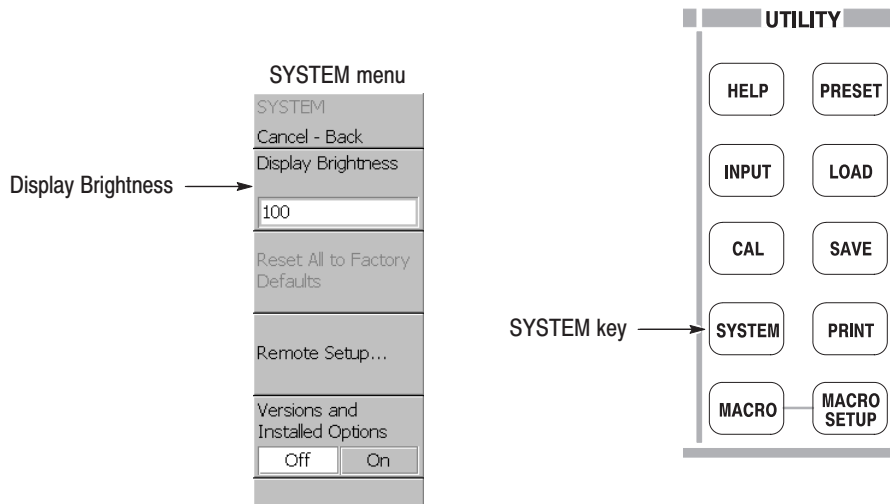 SYSTEM menu
SYSTEM
Cancel - Back
Display Brightness
Display Brightness
100
Reset All to Factory
Defaults
Remote Setup...
Versions and
Installed Options
Off On
UTILITY
HELP PRESET
INPUT LOAD
CAL SAVE
SYSTEM key
SYSTEM PRINT
MACRO MACRO
SETUP